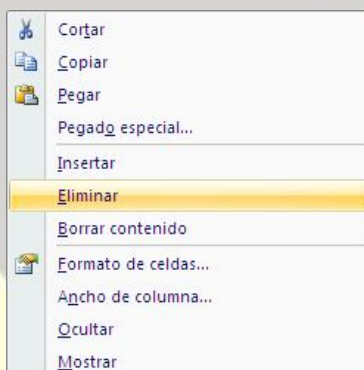 Cortar
Copiar
Pegar
Pegado especial...
Insertar
Eliminar
Borrar contenido
Formato de celdas...
Ancho de columna...
Ocultar
Mostrar